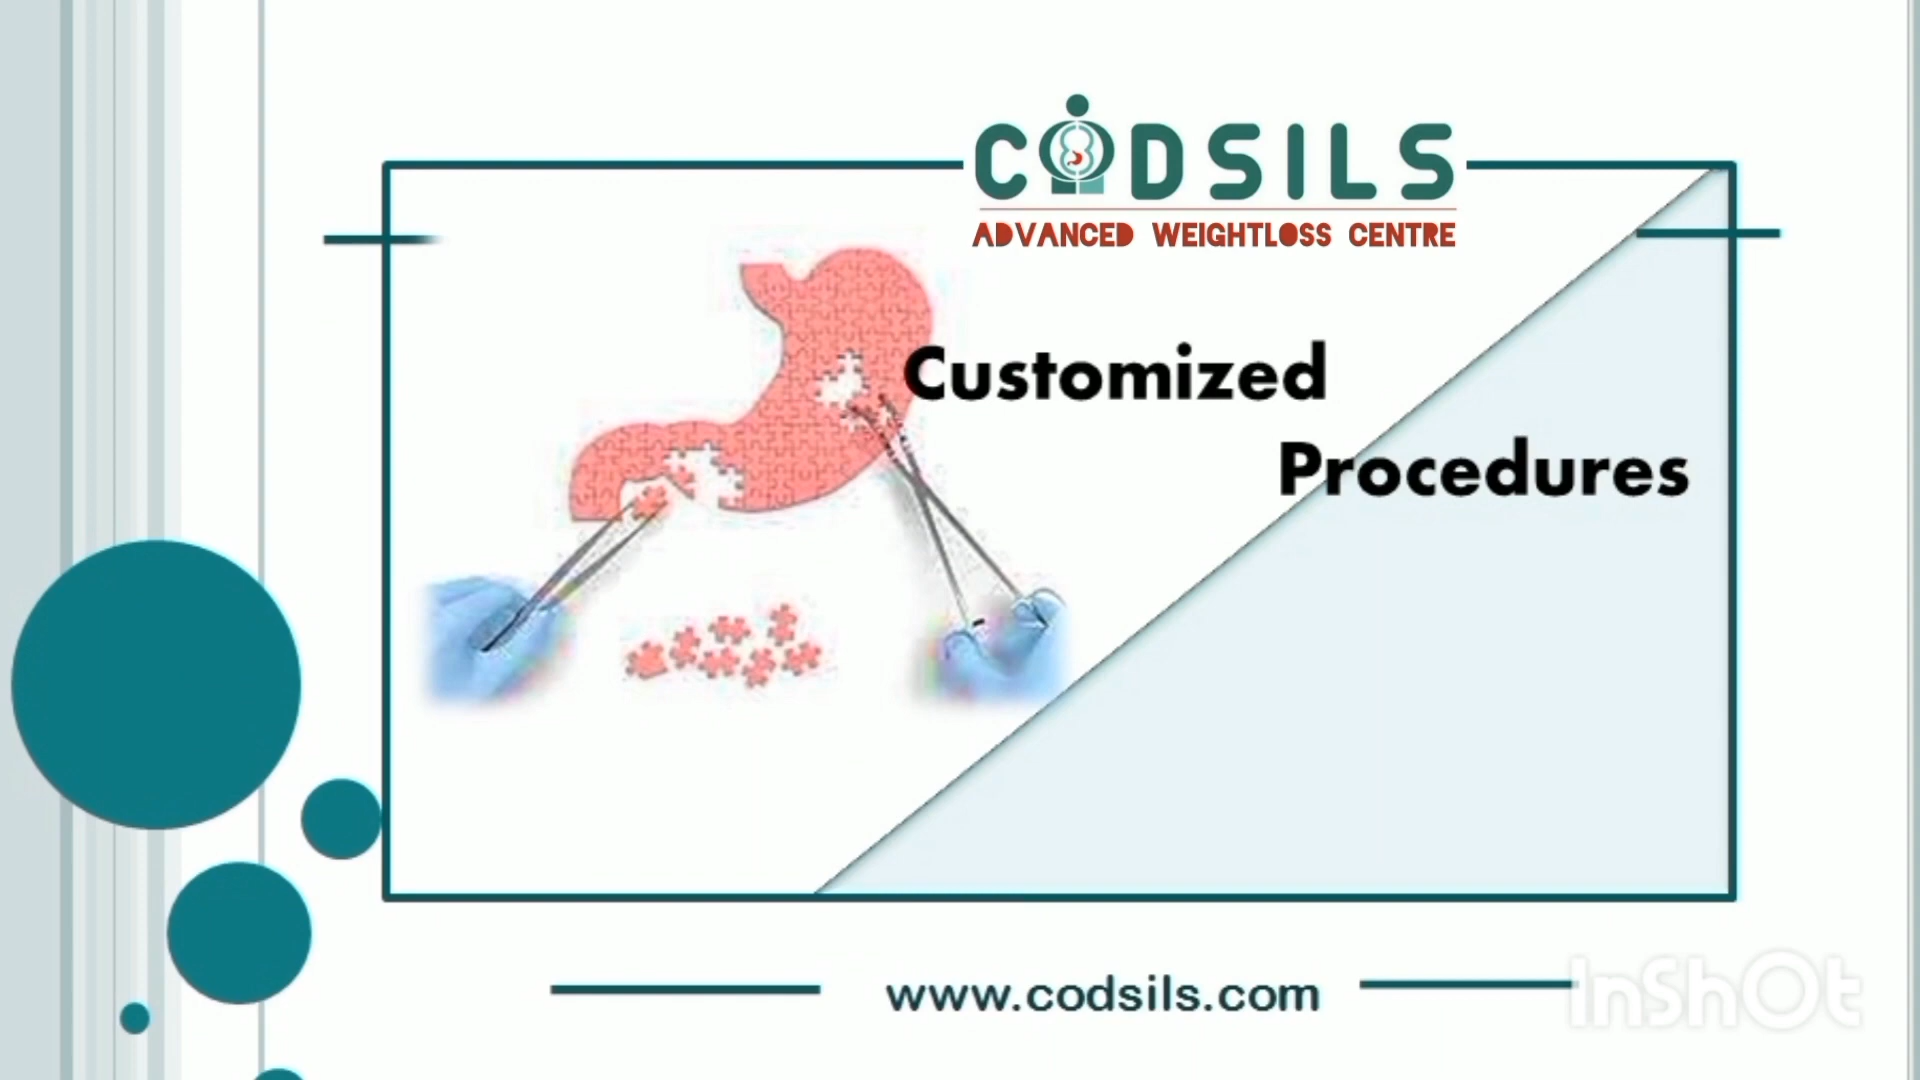 CODSILS
ADVANCED WEIGHTLOSS CENTRE
Customized
Procedures
www.codsils.com
InShOt